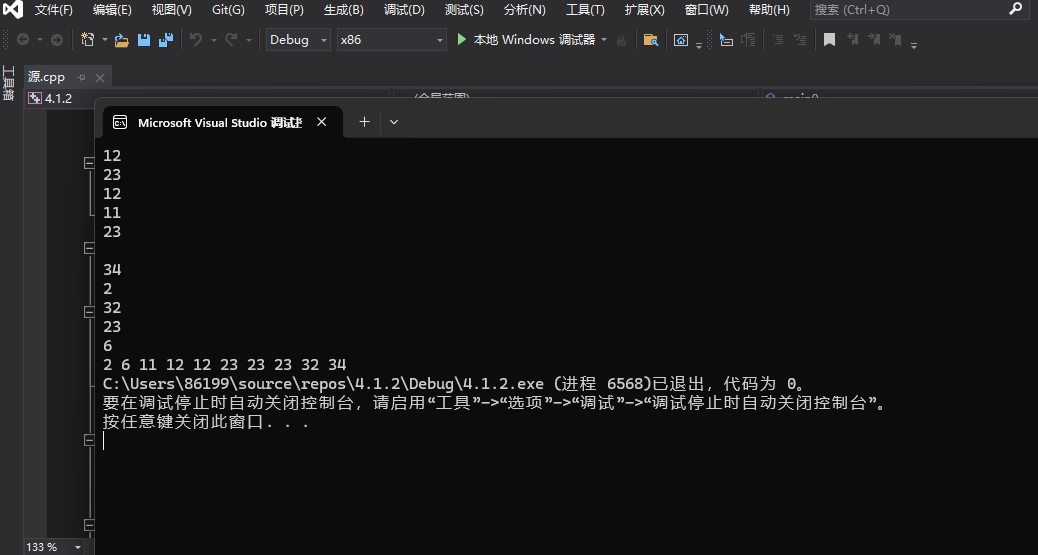 文件(F) 编辑(E) 视图(V) Git(G) 项目(P) 生成(B) 调试(D) 测试(S) 分析(N) 工具(T) 扩展(X) 窗口(W) 帮助(H) 搜索 (Ctrl+Q)
Debug x86 本地 Windows 调试器
工具箱
源.cpp
4.1.2
Microsoft Visual Studio 调试
12
23
12
11
23
34
2
32
23
6
2 6 11 12 12 23 23 23 32 34
C:\Users\86199\source\repos\4.1.2\Debug\4.1.2.exe (进程 6568)已退出，代码为 0。
要在调试停止时自动关闭控制台，请启用“工具”->“选项”->“调试”->“调试停止时自动关闭控制台”。
按任意键关闭此窗口. . .
133 %